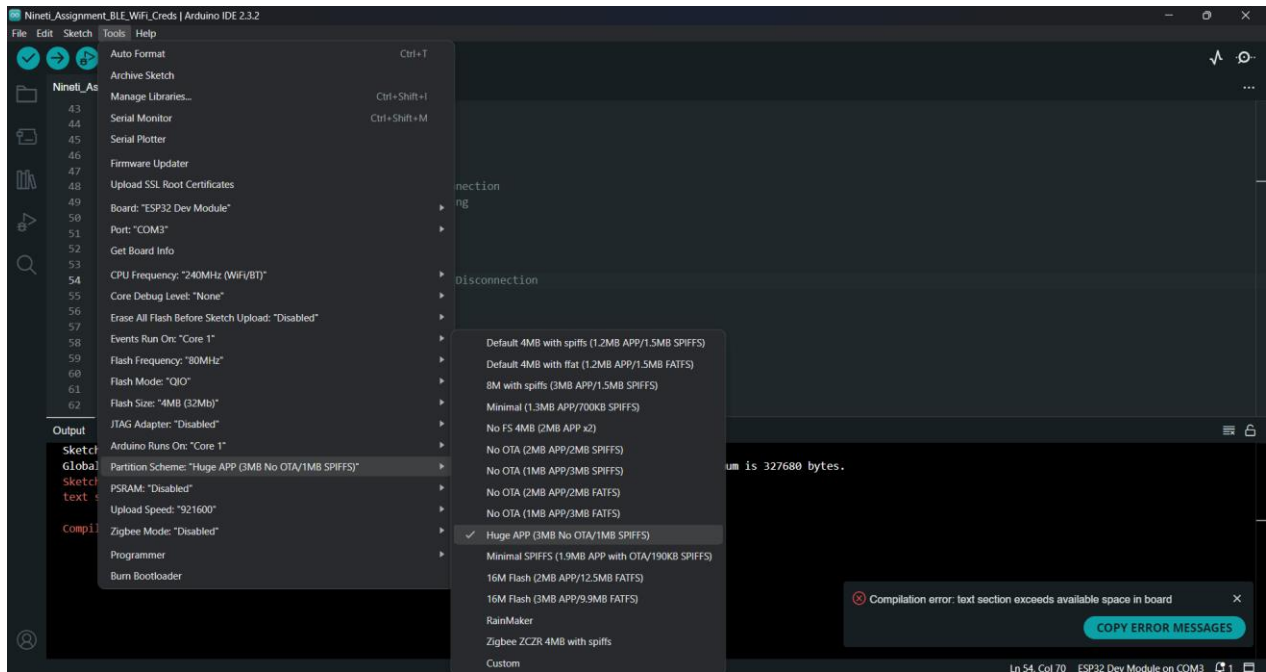 Nineti_Assignment_BLE_WiFi_Creds | Arduino IDE 2.3.2
File Edit Sketch Tools Help
Nineti_As
43
44
45
46
47
48
49
50
51
52
53
54
55
56
57
58
59
60
61
62
nection
ng
Disconnection
Auto Format Ctrl+T
Archive Sketch
Manage Libraries... Ctrl+Shift+I
Serial Monitor Ctrl+Shift+M
Serial Plotter
Firmware Updater
Upload SSL Root Certificates
Board: "ESP32 Dev Module"
Port: "COM3"
Get Board Info
CPU Frequency: "240MHz (WiFi/BT)"
Core Debug Level: "None"
Erase All Flash Before Sketch Upload: "Disabled"
Events Run On: "Core 1"
Flash Frequency: "80MHz"
Flash Mode: "QIO"
Flash Size: "4MB (32Mb)"
JTAG Adapter: "Disabled"
Arduino Runs On: "Core 1"
Partition Scheme: "Huge APP (3MB No OTA/1MB SPIFFS)"
PSRAM: "Disabled"
Upload Speed: "921600"
Zigbee Mode: "Disabled"
Programmer
Burn Bootloader
Default 4MB with spiffs (1.2MB APP/1.5MB SPIFFS)
Default 4MB with ffat (1.2MB APP/1.5MB FATFS)
8M with spiffs (3MB APP/1.5MB SPIFFS)
Minimal (1.3MB APP/700KB SPIFFS)
No FS 4MB (2MB APP x2)
No OTA (2MB APP/2MB SPIFFS)
No OTA (1MB APP/3MB SPIFFS)
No OTA (2MB APP/2MB FATFS)
No OTA (1MB APP/3MB FATFS)
Huge APP (3MB No OTA/1MB SPIFFS)
Minimal SPIFFS (1.9MB APP with OTA/190KB SPIFFS)
16M Flash (2MB APP/12.5MB FATFS)
16M Flash (3MB APP/9.9MB FATFS)
RainMaker
Zigbee ZCZR 4MB with spiffs
Custom
Output
Sketch
Global um is 327680 bytes.
Sketch
text s
Compil
Compilation error: text section exceeds available space in board
COPY ERROR MESSAGES
Ln 54, Col 70 ESP32 Dev Module on COM3 1